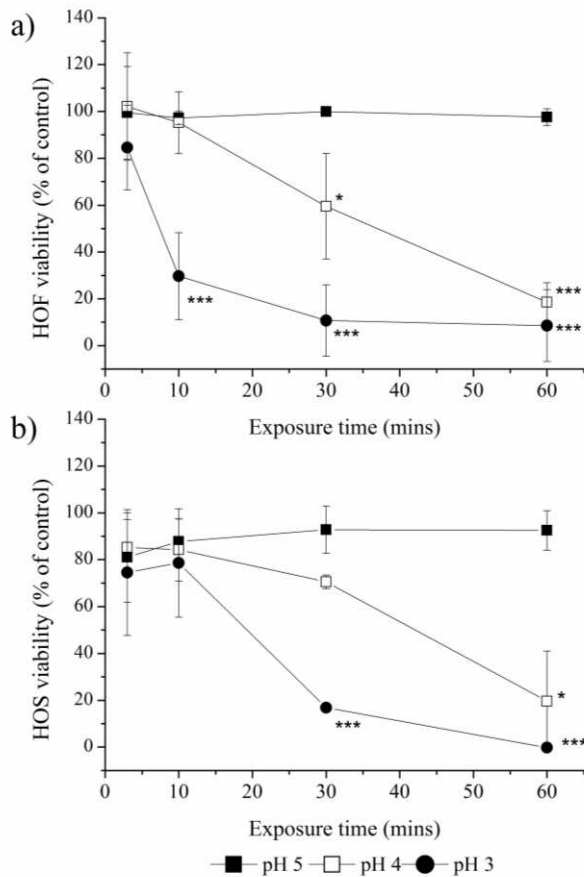 a)
140
120
100
80
60
40
20
0
HOF viability (% of control)
*
***
***
***
***
0 10 20 30 40 50 60
Exposure time (mins)
b)
140
120
100
80
60
40
20
0
HOS viability (% of control)
*
***
***
0 10 20 30 40 50 60
Exposure time (mins)
pH 5 pH 4 pH 3